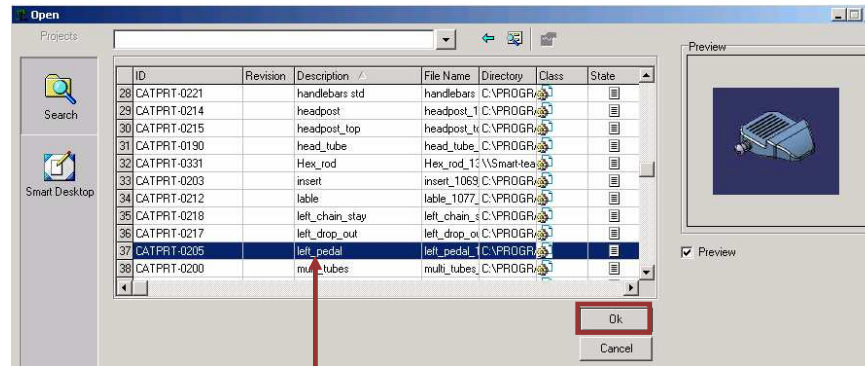 Open
Projects
Search
Smart Desktop
ID Revision Description File Name Directory Class State
28 CATPRT-0221 handlebars std handlebars C:\PROGR
29 CATPRT-0214 headpost headpost_1 C:\PROGR
30 CATPRT-0215 headpost_top headpost_t C:\PROGR
31 CATPRT-0190 head_tube head_tube_ C:\PROGR
32 CATPRT-0331 Hex_rod Hex_rod_13 \\Smart-tea
33 CATPRT-0203 insert insert_1069 C:\PROGR
34 CATPRT-0212 lable lable_1077_ C:\PROGR
35 CATPRT-0218 left_chain_stay left_chain_s C:\PROGR
36 CATPRT-0217 left_drop_out left_drop_o C:\PROGR
37 CATPRT-0205 left_pedal left_pedal_1 C:\PROGR
38 CATPRT-0200 multi_tubes multi_tubes_ C:\PROGR
Ok
Cancel
Preview
Preview